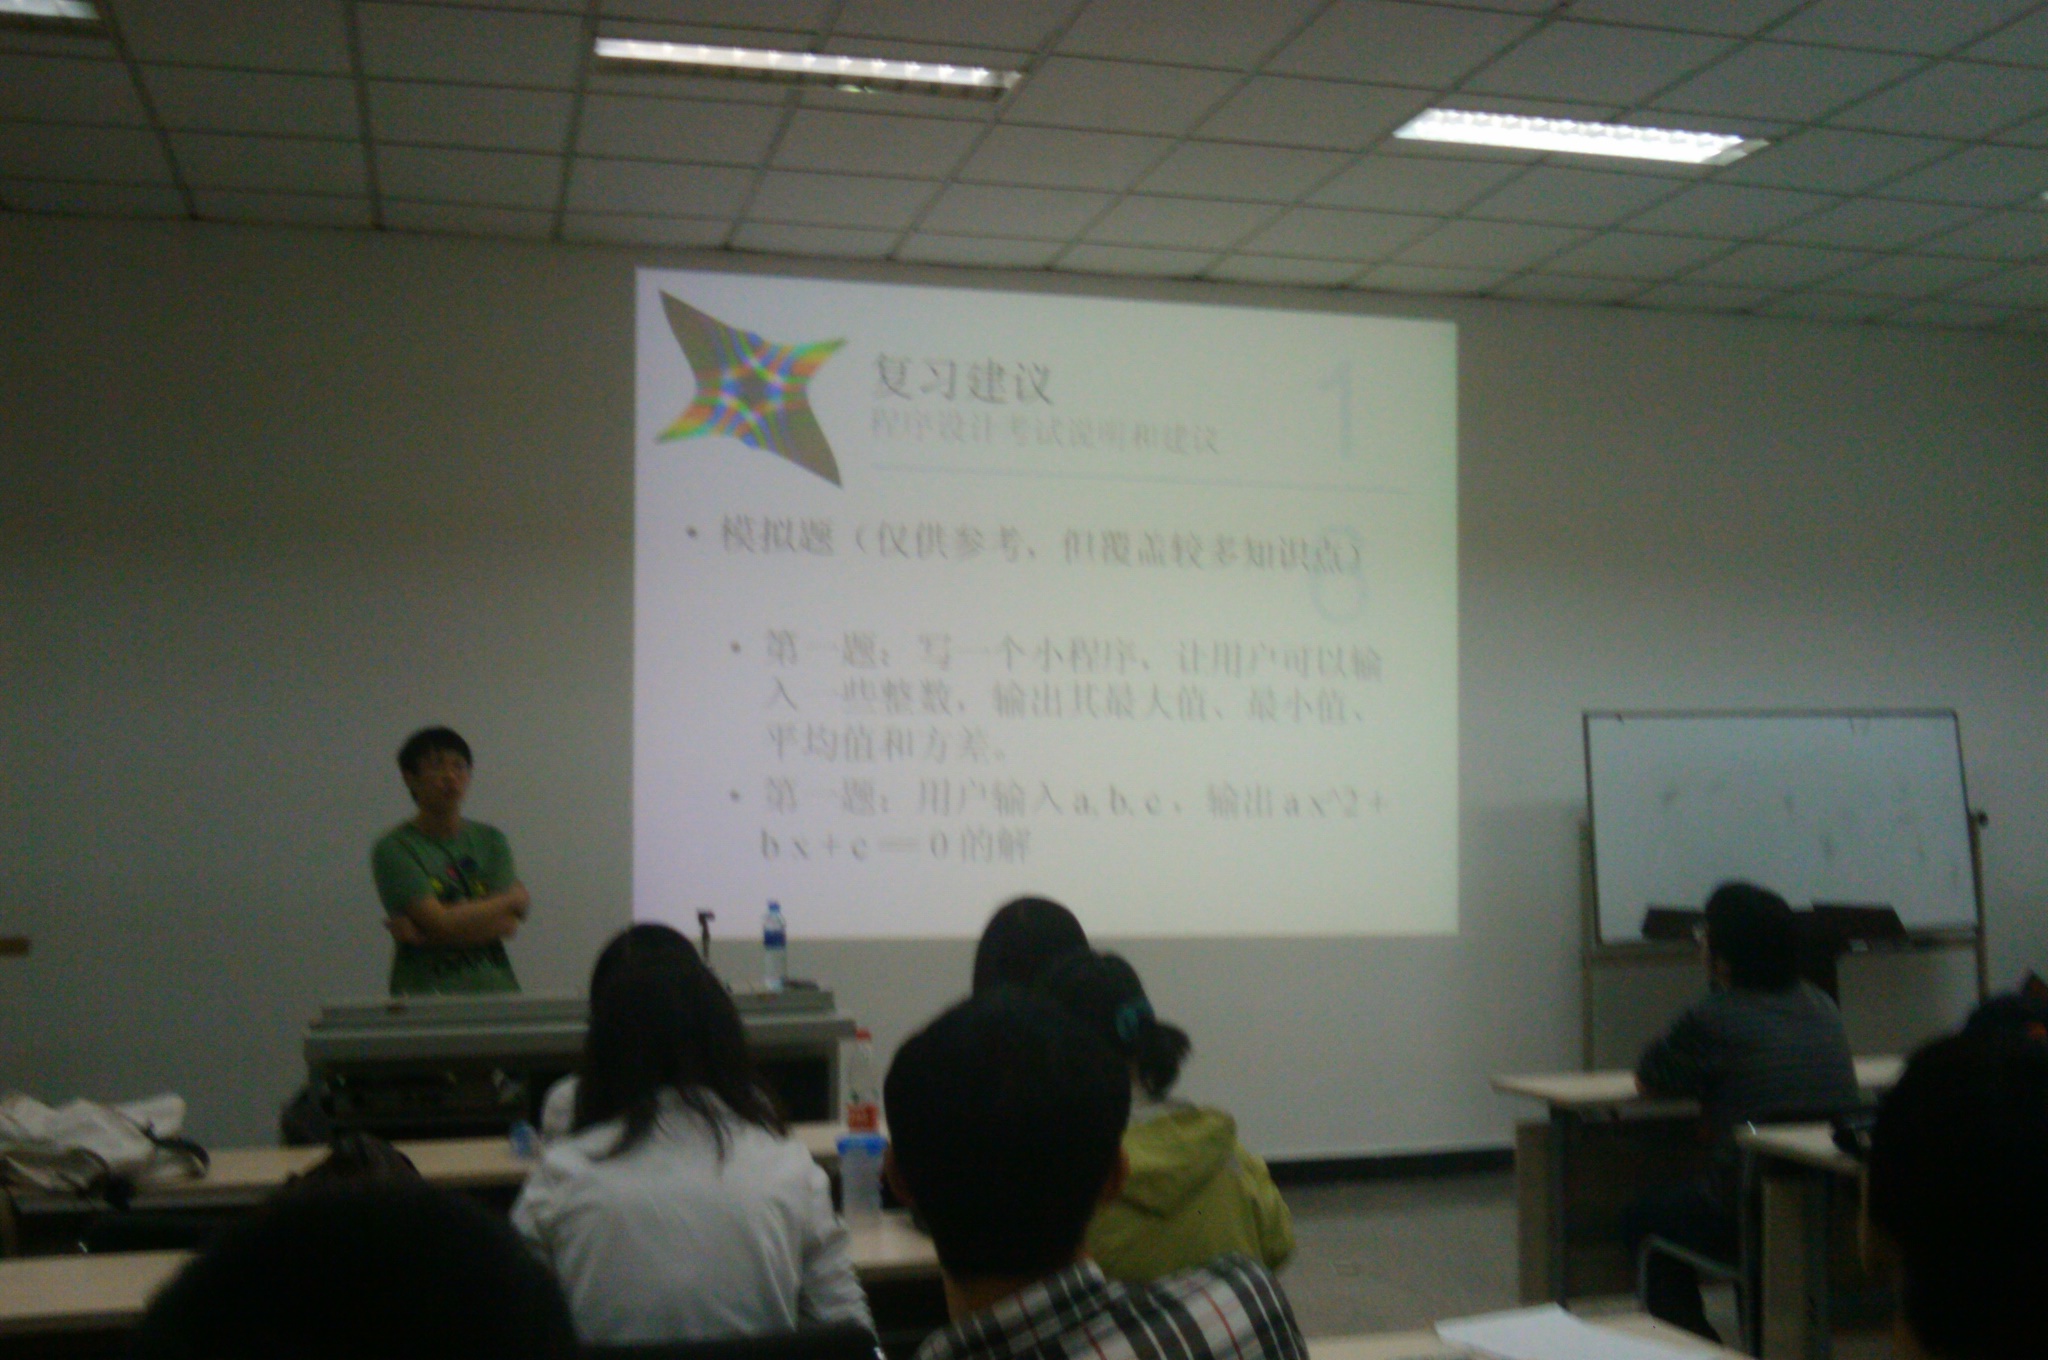 复习建议
1
程序设计考试说明和建议
• 模拟题（仅供参考，但覆盖较多知识点）
• 第一题：写一个小程序，让用户可以输
入一些整数，输出其最大值、最小值、
平均值和方差。
• 第一题：用户输入 a, b, c ，输出 a x^2 +
b x + c == 0 的解